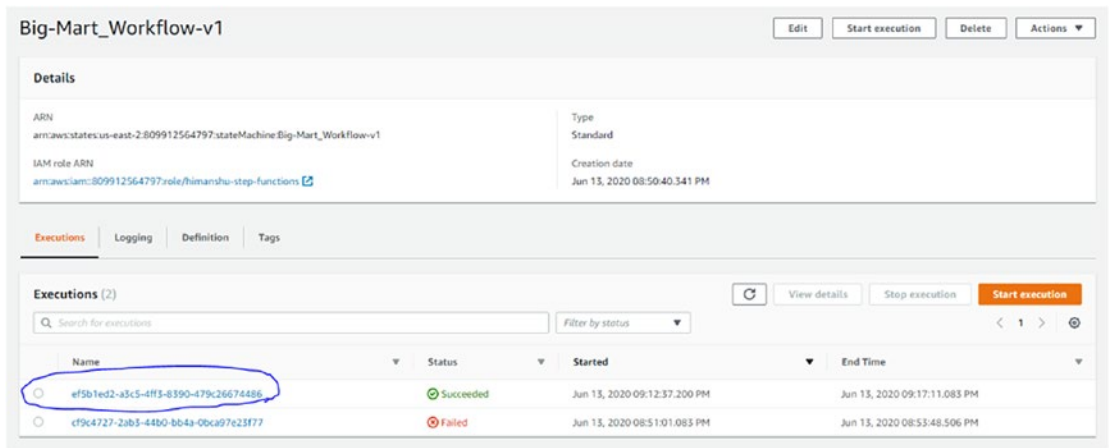 Big-Mart_Workflow-v1
Edit Start execution Delete Actions
Details
ARN
arn:aws:states:us-east-2:809912564797:stateMachine:Big-Mart_Workflow-v1
Type
Standard
IAM role ARN
arn:aws:iam::809912564797:role/himanshu-step-functions
Creation date
Jun 13, 2020 08:50:40.341 PM
Executions Logging Definition Tags
Executions (2)
View details Stop execution Start execution
Search for executions Filter by status 1
Name Status Started End Time
ef5b1ed2-a3c5-4ff3-8390-479c26674486 Succeeded Jun 13, 2020 09:12:37.200 PM Jun 13, 2020 09:17:11.083 PM
cf9c4727-2ab3-44b0-bb4a-0bca97e23f77 Failed Jun 13, 2020 08:51:01.083 PM Jun 13, 2020 08:53:48.506 PM